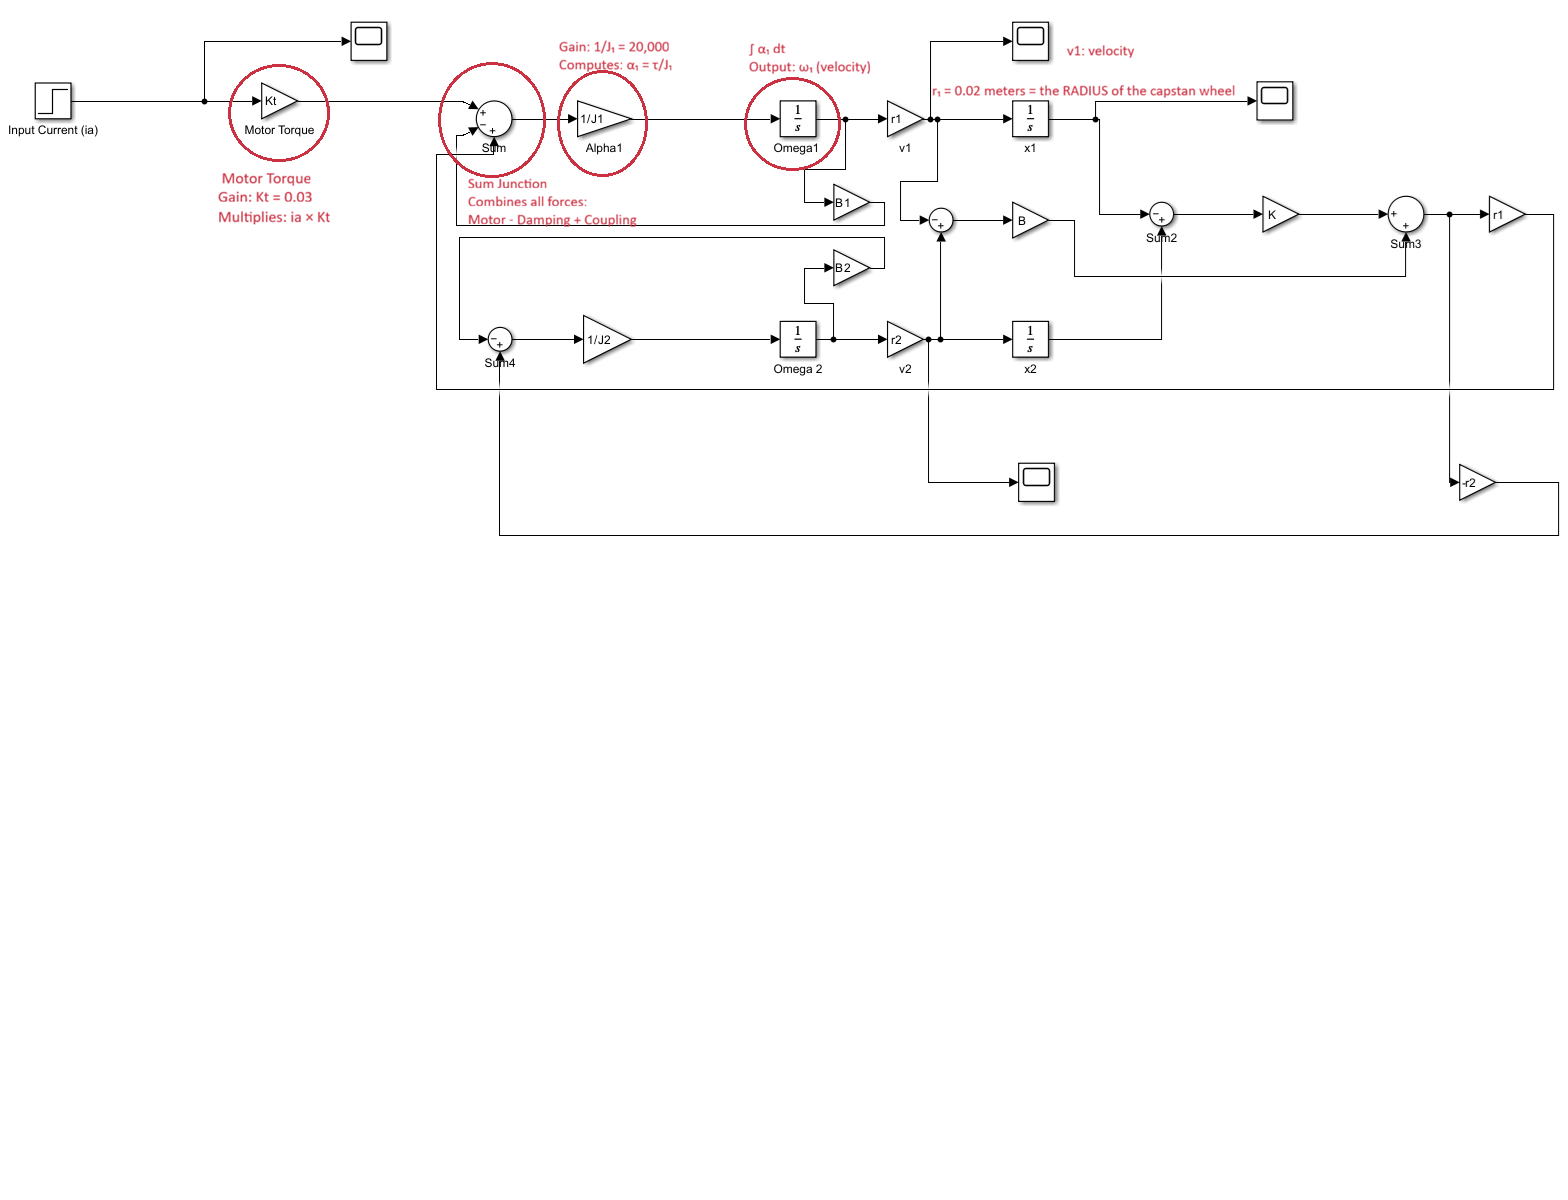 Gain: 1/J₁ = 20,000
Computes: α₁ = τ/J₁
∫ α₁ dt
Output: ω₁ (velocity)
v1: velocity
r₁ = 0.02 meters = the RADIUS of the capstan wheel
Input Current (ia)
Kt
Motor Torque
+
−
+
Sum
1/J1
Alpha1
1
s
Omega1
r1
v1
1
s
x1
Motor Torque
Gain: Kt = 0.03
Multiplies: ia × Kt
Sum Junction
Combines all forces:
Motor - Damping + Coupling
B1
−
+
B
−
+
Sum2
K
+
+
Sum3
r1
B2
−
+
Sum4
1/J2
1
s
Omega 2
r2
v2
1
s
x2
-r2